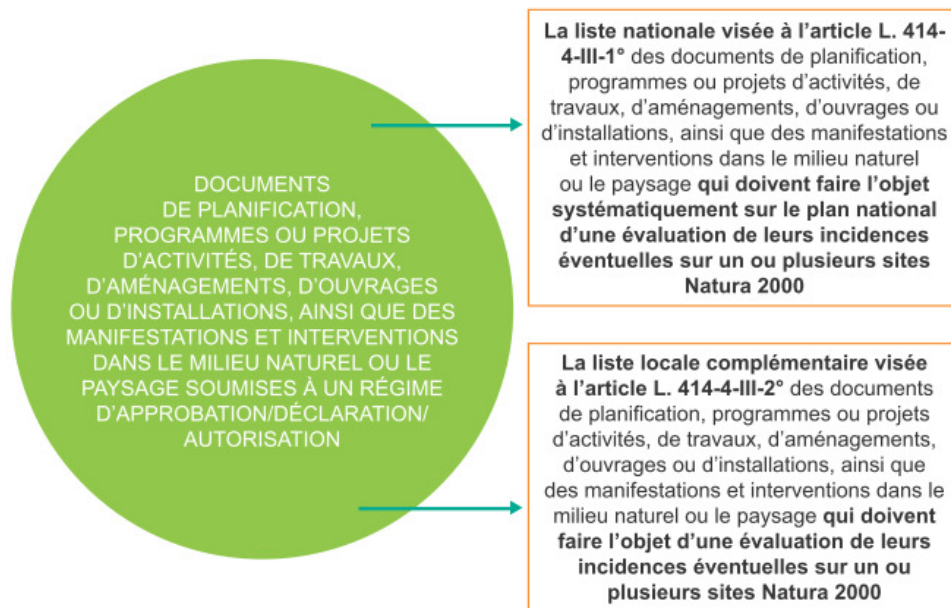 DOCUMENTS
DE PLANIFICATION,
PROGRAMMES OU PROJETS
D’ACTIVITÉS, DE TRAVAUX,
D’AMÉNAGEMENTS, D’OUVRAGES
OU D’INSTALLATIONS, AINSI QUE DES
MANIFESTATIONS ET INTERVENTIONS
DANS LE MILIEU NATUREL OU LE
PAYSAGE SOUMISES À UN RÉGIME
D’APPROBATION/DÉCLARATION/
AUTORISATION
La liste nationale visée à l’article L. 414-
4-III-1° des documents de planification,
programmes ou projets d’activités, de
travaux, d’aménagements, d’ouvrages ou
d’installations, ainsi que des manifestations
et interventions dans le milieu naturel
ou le paysage qui doivent faire l’objet
systématiquement sur le plan national
d’une évaluation de leurs incidences
éventuelles sur un ou plusieurs sites
Natura 2000
La liste locale complémentaire visée
à l’article L. 414-4-III-2° des documents
de planification, programmes ou projets
d’activités, de travaux, d’aménagements,
d’ouvrages ou d’installations, ainsi que
des manifestations et interventions dans le
milieu naturel ou le paysage qui doivent
faire l’objet d’une évaluation de leurs
incidences éventuelles sur un ou
plusieurs sites Natura 2000